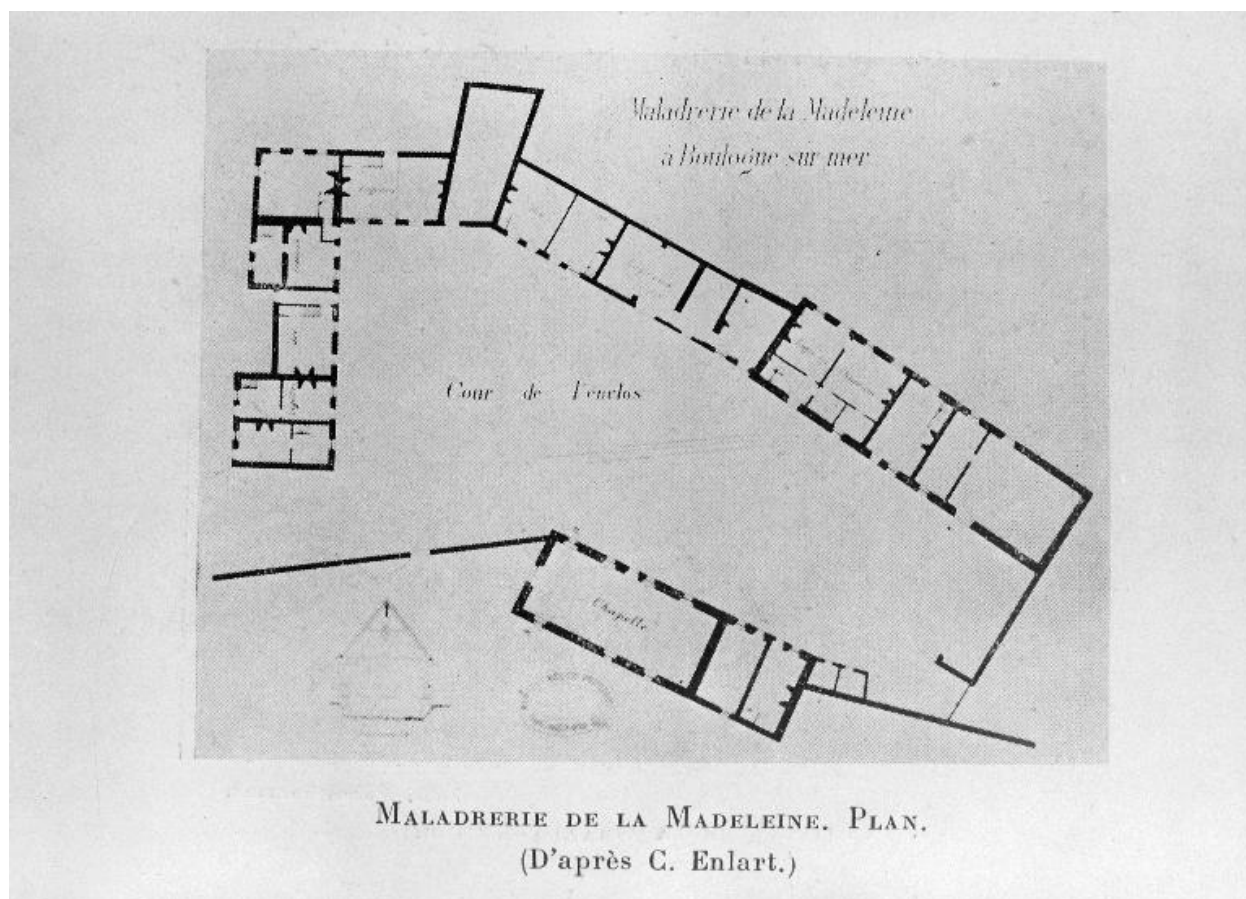 Maladrerie de la Madeleine
à Boulogne sur mer
Cour de l'enclos
Chapelle
MALADRERIE DE LA MADELEINE. PLAN.
(D'après C. Enlart.)